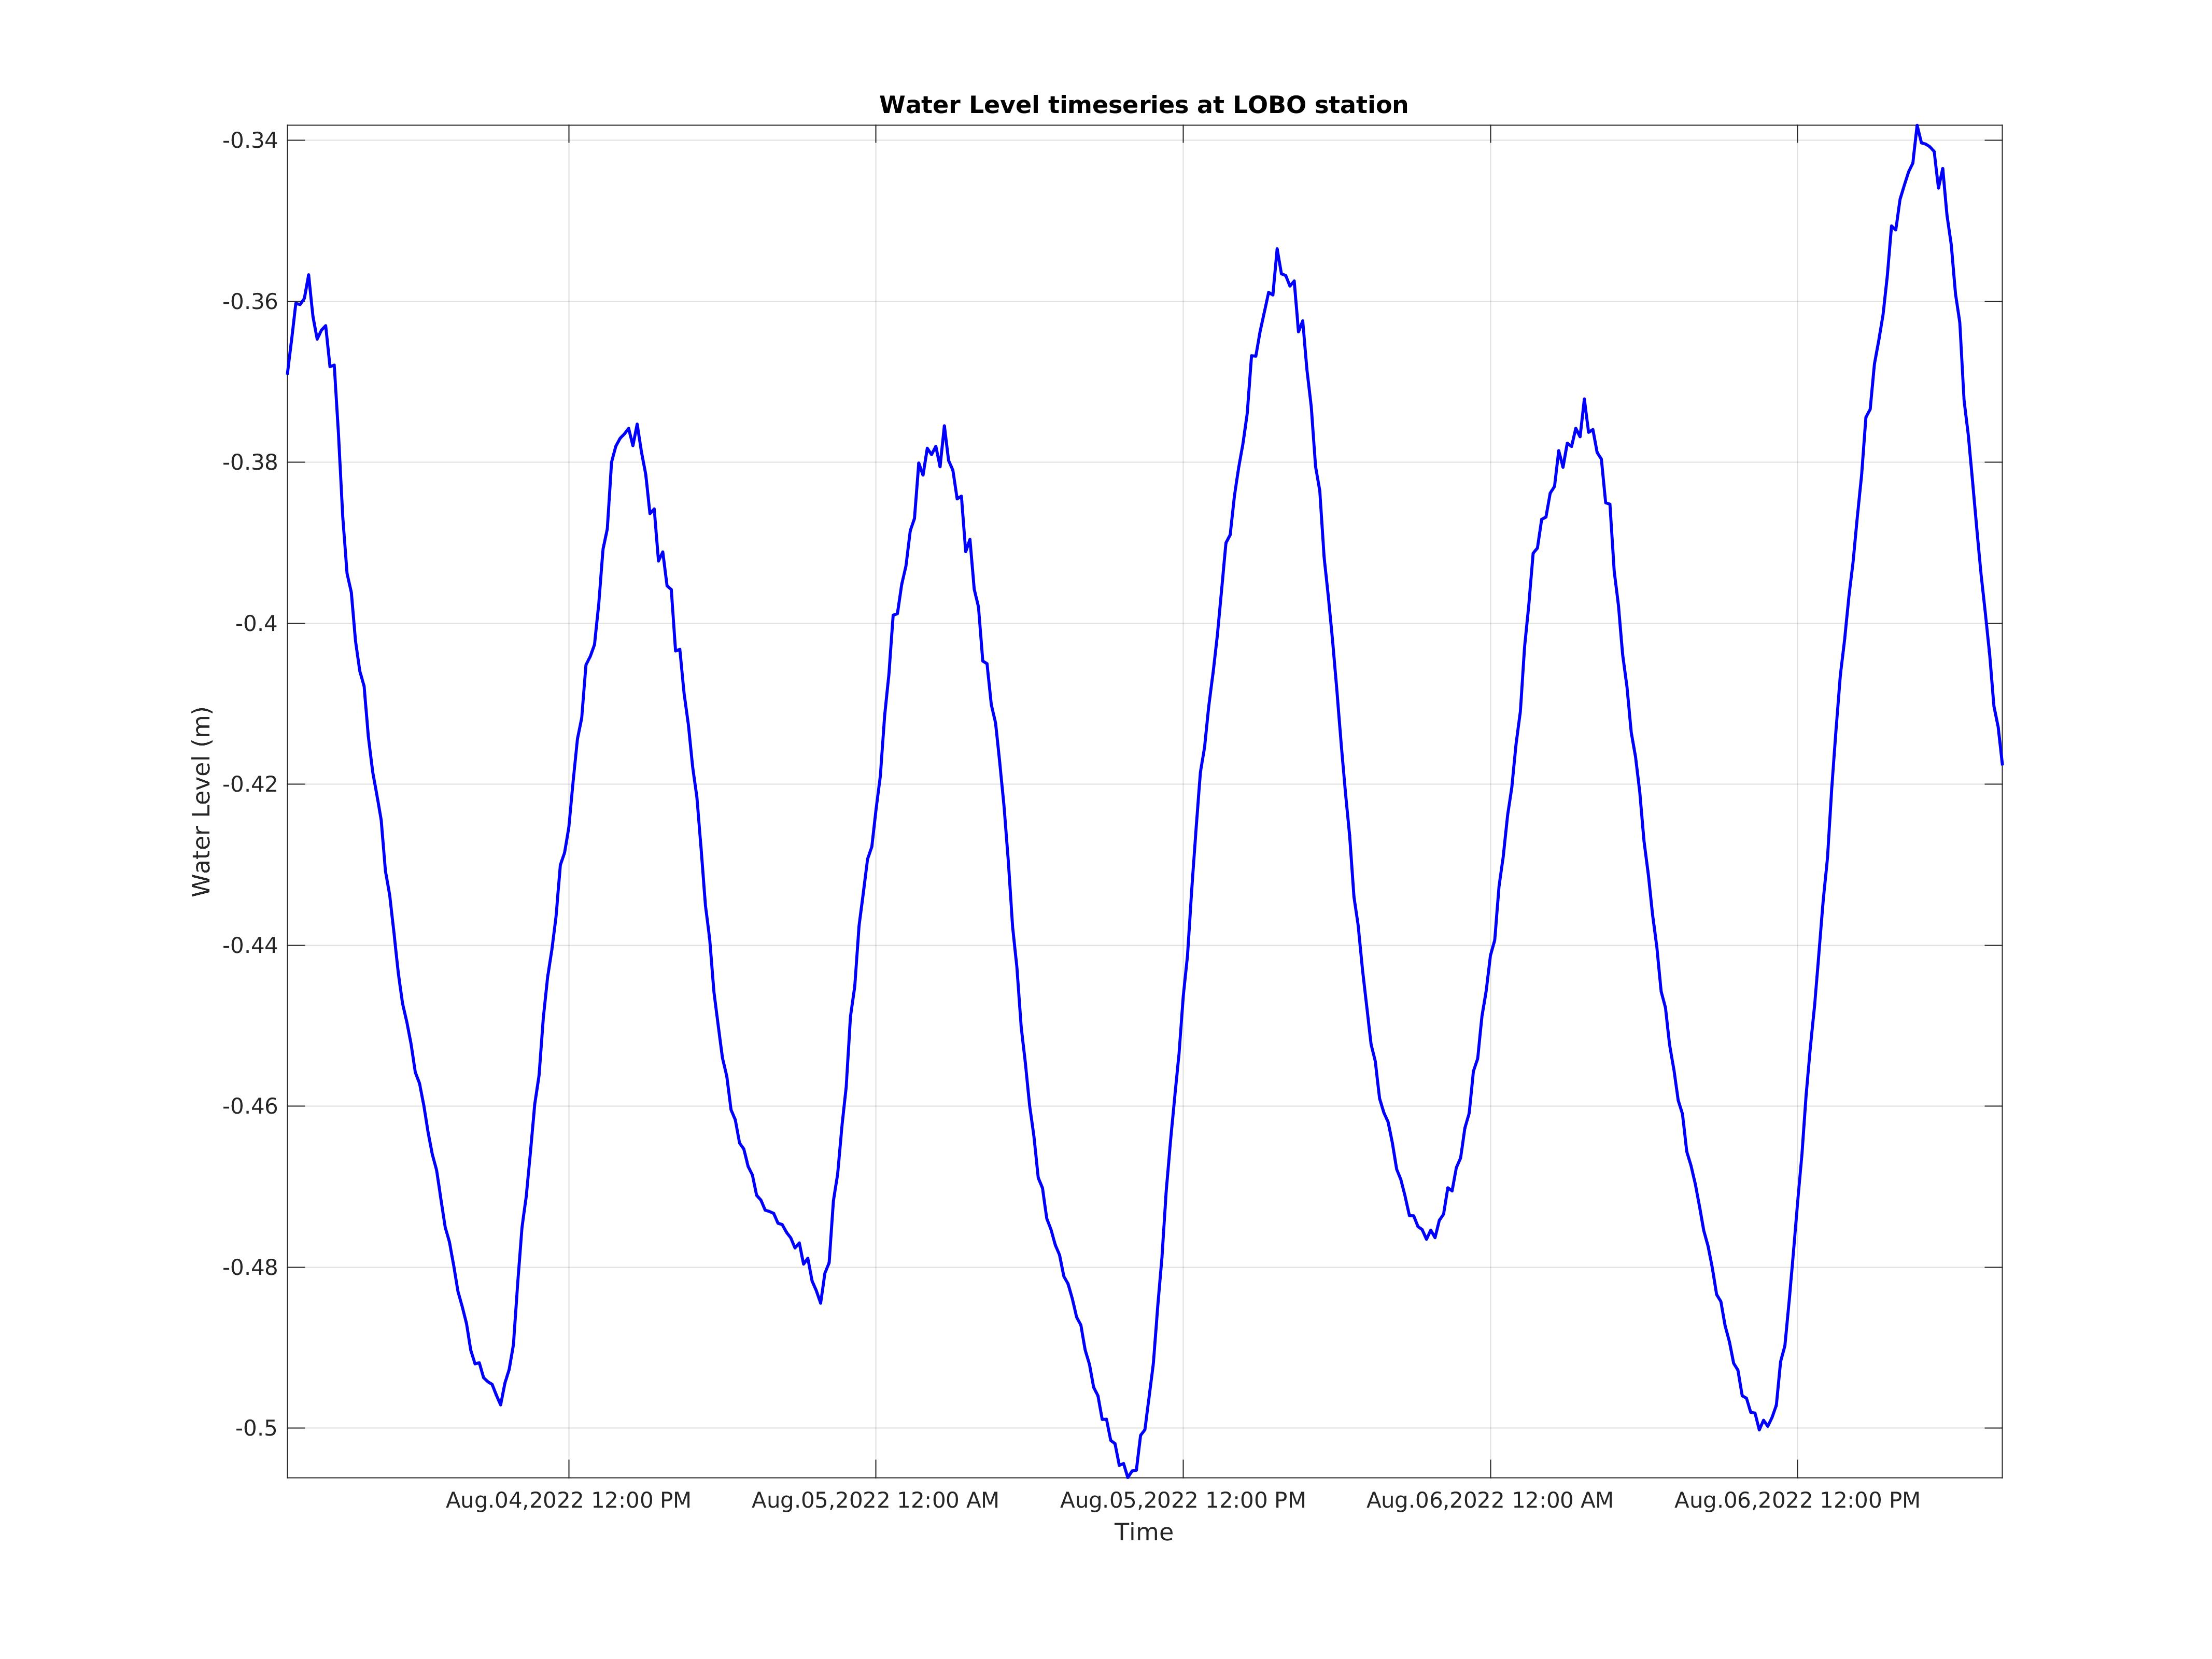 Water Level timeseries at LOBO station
-0.34
-0.36
-0.38
-0.4
-0.42
-0.44
-0.46
-0.48
-0.5
Water Level (m)
Aug.04,2022 12:00 PM
Aug.05,2022 12:00 AM
Aug.05,2022 12:00 PM
Aug.06,2022 12:00 AM
Aug.06,2022 12:00 PM
Time